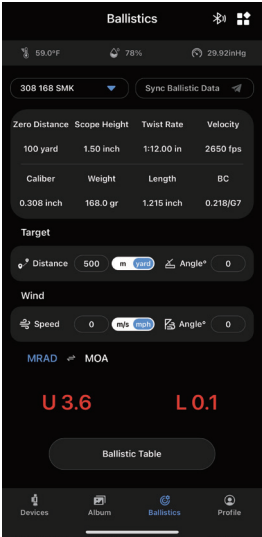 Ballistics
59.0°F 78% 29.92inHg
308 168 SMK Sync Ballistic Data
Zero Distance Scope Height Twist Rate Velocity
100 yard 1.50 inch 1:12.00 in 2650 fps
Caliber Weight Length BC
0.308 inch 168.0 gr 1.215 inch 0.218/G7
Target
Distance 500 m yard Angle° 0
Wind
Speed 0 m/s mph Angle° 0
MRAD ⇌ MOA
U 3.6 L 0.1
Ballistic Table
Devices Album Ballistics Profile